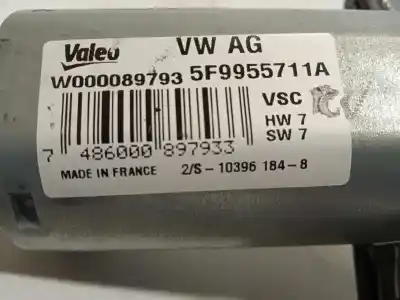 Valeo VW AG
W000089793 5F9955711A
VSC
HW 7
SW 7
7 486000 897933
MADE IN FRANCE 2/S-10396 184-8